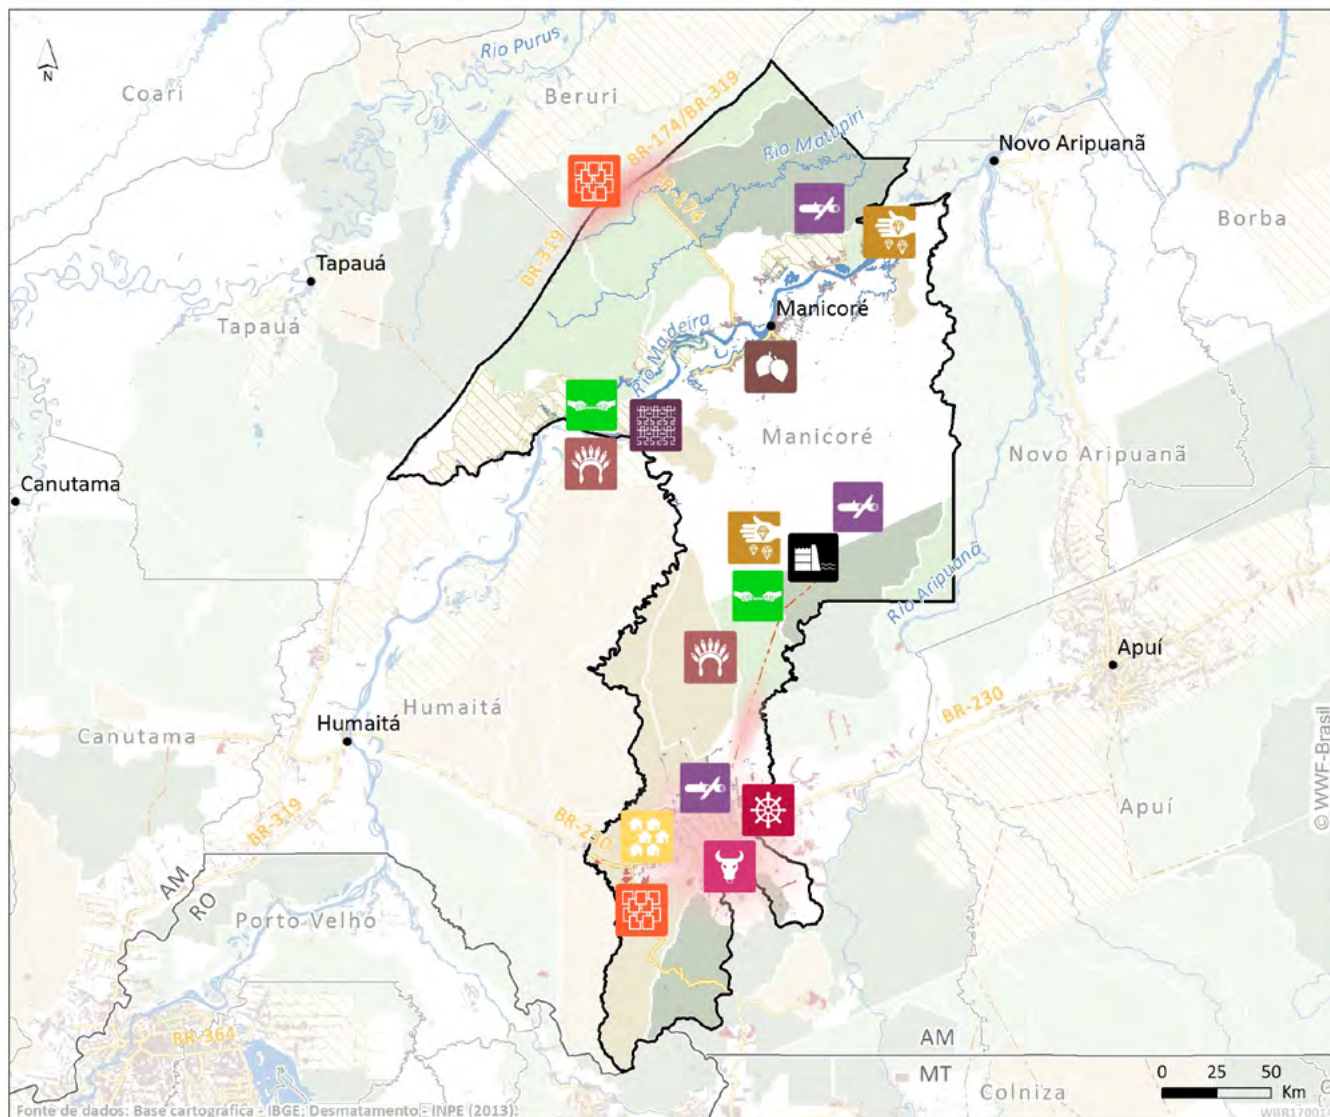 Rio Purus
Coari
Beruri
BR-174/BR-319
N
Novo Aripuanã
Rio Matupiri
BR-174
Borba
BR-319
Tapauá
Tapauá
Manicoré
Rio Madeira
Manicoré
Novo Aripuanã
Canutama
Rio Aripuanã
Apuí
Humaitá
BR-230
Humaitá
Canutama
Apuí
© WWF-Brasil
BR-319
BR-230
AM
RO
Porto Velho
BR-364
AM
MT
Colniza
0 25 50
Km
Fonte de dados: Base cartográfica - IBGE; Desmatamento - INPE (2013).